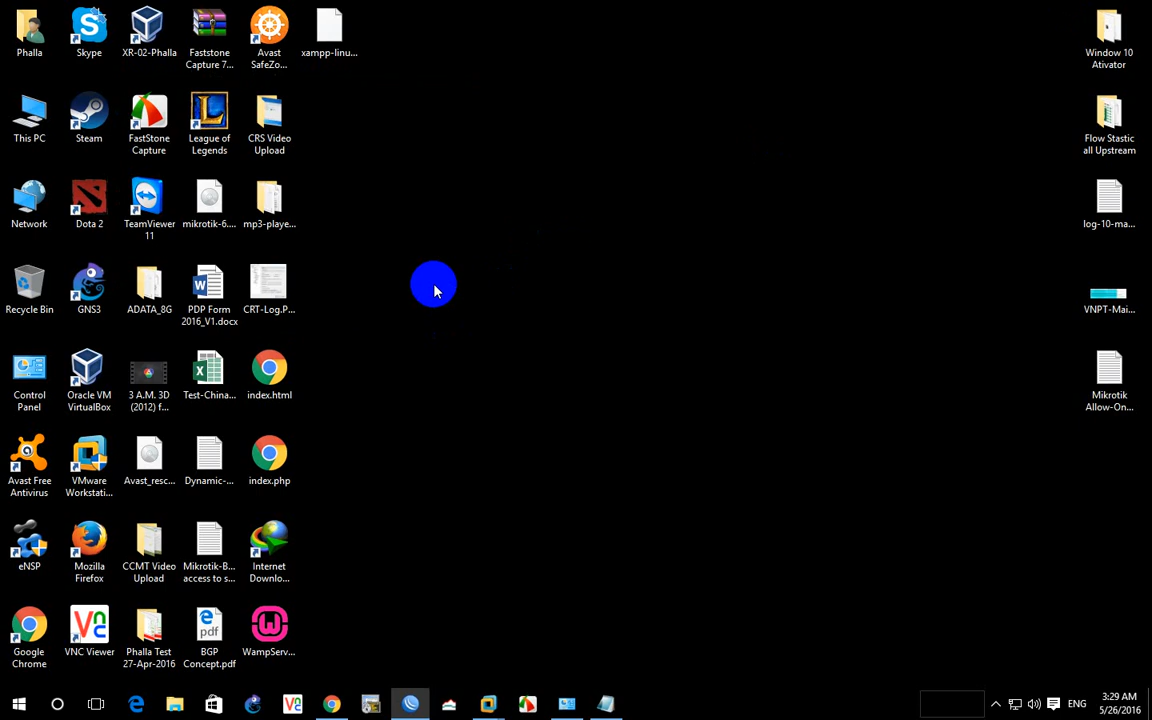 Phalla
Skype
XR-02-Phalla
Faststone
Capture 7...
Avast
SafeZo...
xampp-linu...
Window 10
Ativator
This PC
Steam
FastStone
Capture
League of
Legends
CRS Video
Upload
Flow Stastic
all Upstream
Network
Dota 2
TeamViewer
11
mikrotik-6....
mp3-playe...
log-10-ma...
Recycle Bin
GNS3
ADATA_8G
PDP Form
2016_V1.docx
CRT-Log.P...
VNPT-Mai...
Control
Panel
Oracle VM
VirtualBox
3 A.M. 3D
(2012) f...
Test-China...
index.html
Mikrotik
Allow-On...
Avast Free
Antivirus
VMware
Workstati...
Avast_resc...
Dynamic-...
index.php
eNSP
Mozilla
Firefox
CCMT Video
Upload
Mikrotik-B...
access to s...
Internet
Downlo...
Google
Chrome
VNC Viewer
Phalla Test
27-Apr-2016
BGP
Concept.pdf
WampServ...
ENG
3:29 AM
5/26/2016